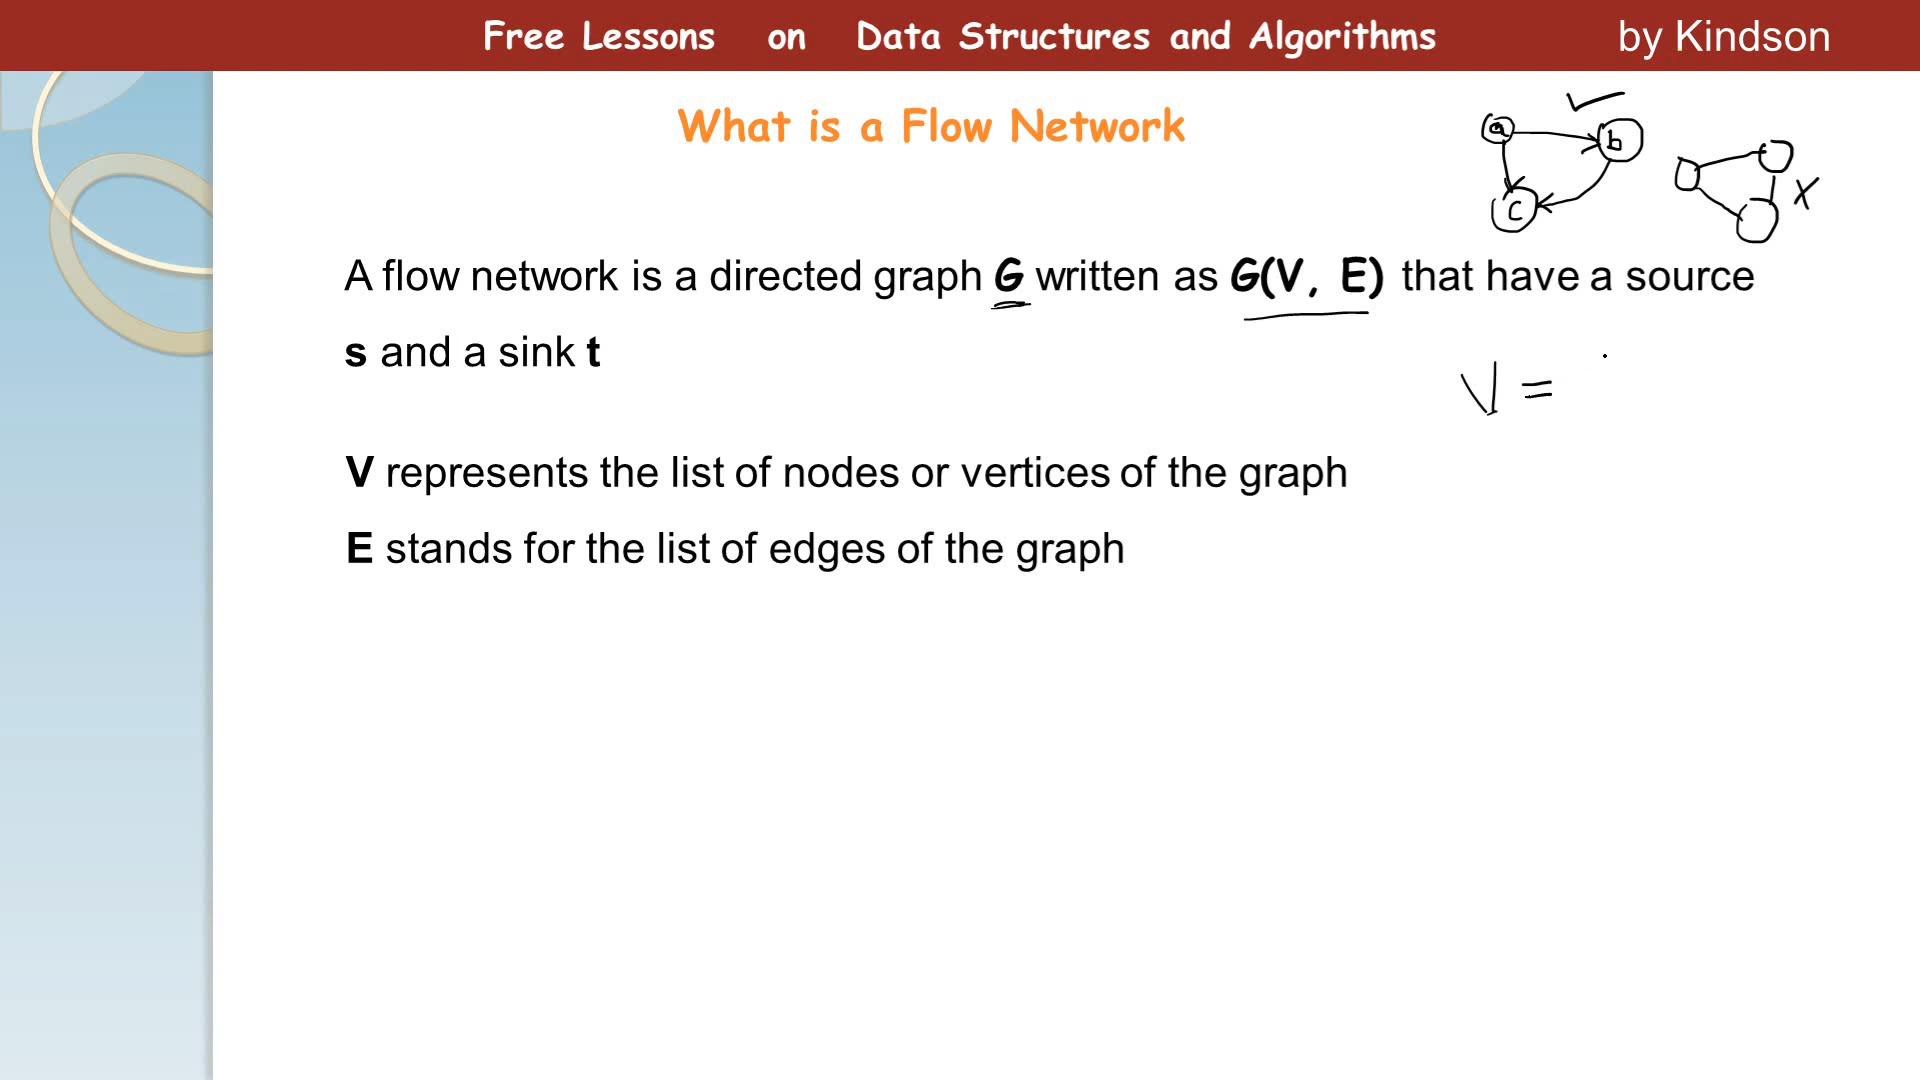 Free Lessons on Data Structures and Algorithms by Kindson
What is a Flow Network
a
b
c
X
A flow network is a directed graph G written as G(V, E) that have a source
s and a sink t
V =
V represents the list of nodes or vertices of the graph
E stands for the list of edges of the graph